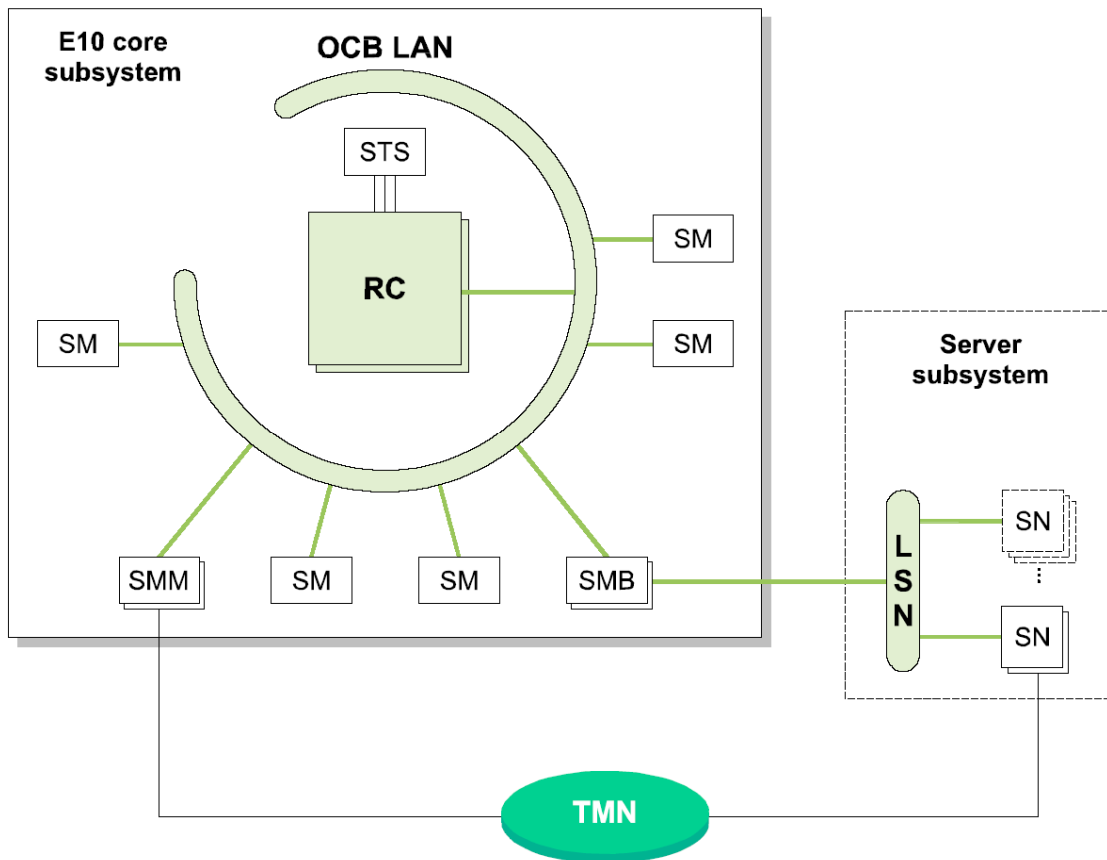 E10 core
subsystem
OCB LAN
STS
RC
SM
SM
SM
Server
subsystem
SMM
SM
SM
SMB
L
S
N
SN
...
SN
TMN